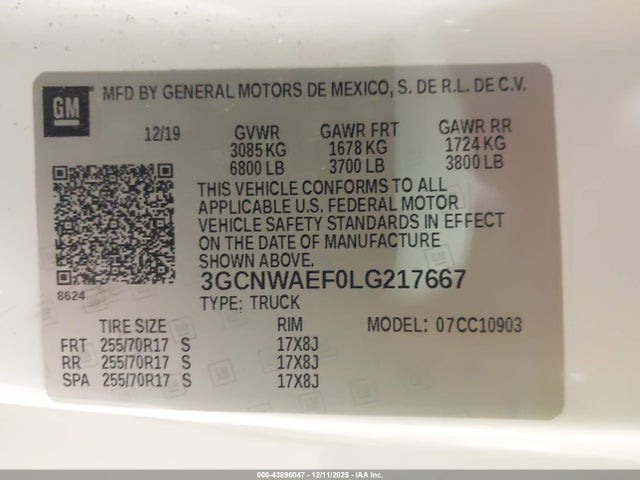 GM MFD BY GENERAL MOTORS DE MEXICO, S. DE R.L. DE C.V.
12/19 GVWR GAWR FRT GAWR RR
3085 KG 1678 KG 1724 KG
6800 LB 3700 LB 3800 LB
THIS VEHICLE CONFORMS TO ALL
APPLICABLE U.S. FEDERAL MOTOR
VEHICLE SAFETY STANDARDS IN EFFECT
ON THE DATE OF MANUFACTURE
SHOWN ABOVE.
8624
3GCNWAEF0LG217667
TYPE: TRUCK
TIRE SIZE RIM MODEL: 07CC10903
FRT 255/70R17 S 17X8J
RR 255/70R17 S 17X8J
SPA 255/70R17 S 17X8J
000-43896047 - 12/11/2025 - IAA Inc.